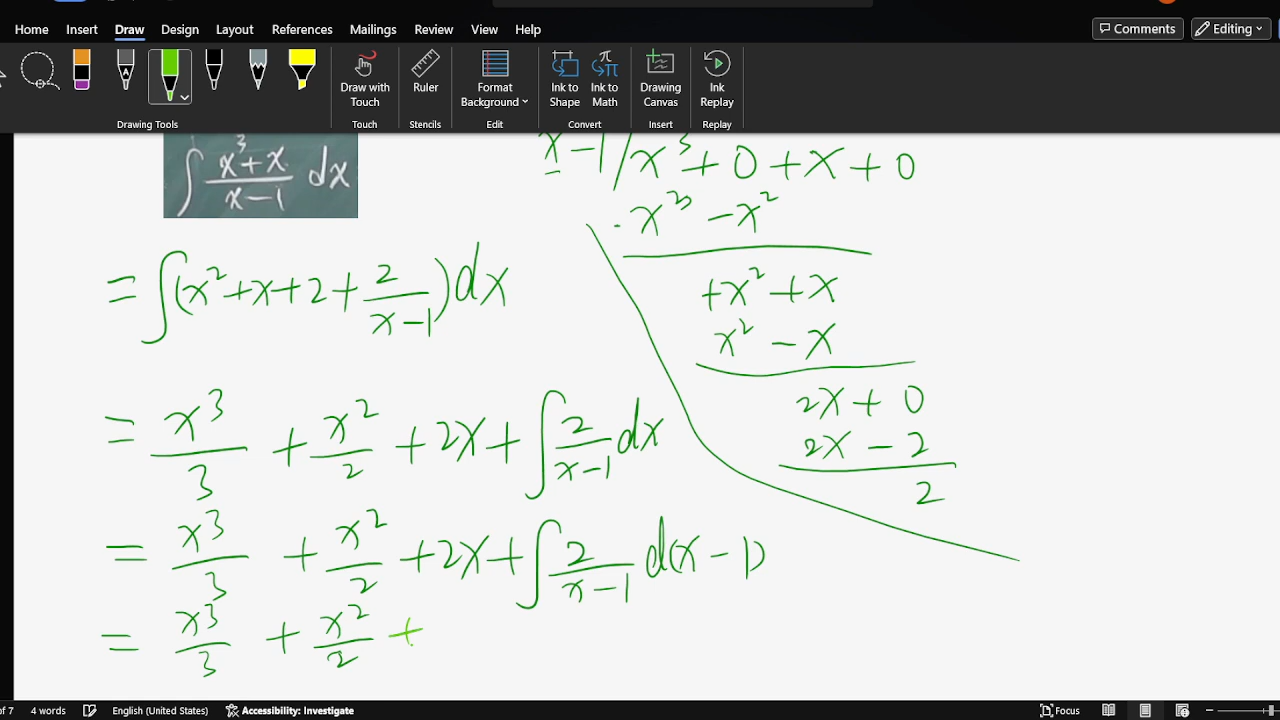 Home Insert Draw Design Layout References Mailings Review View Help Comments Editing
Draw with Touch Ruler Format Background Ink to Shape Ink to Math Drawing Canvas Ink Replay
Drawing Tools Touch Stencils Edit Convert Insert Replay
∫ (x³+x)/(x-1) dx
x-1/x³+0+x+0
x³-x²
+x²+x
x²-x
2x+0
2x-2
2
=∫(x²+x+2+2/(x-1))dx
=x³/3+x²/2+2x+∫2/(x-1)dx
=x³/3+x²/2+2x+∫2/(x-1)d(x-1)
=x³/3+x²/2+
of 7 4 words English (United States) Accessibility: Investigate Focus